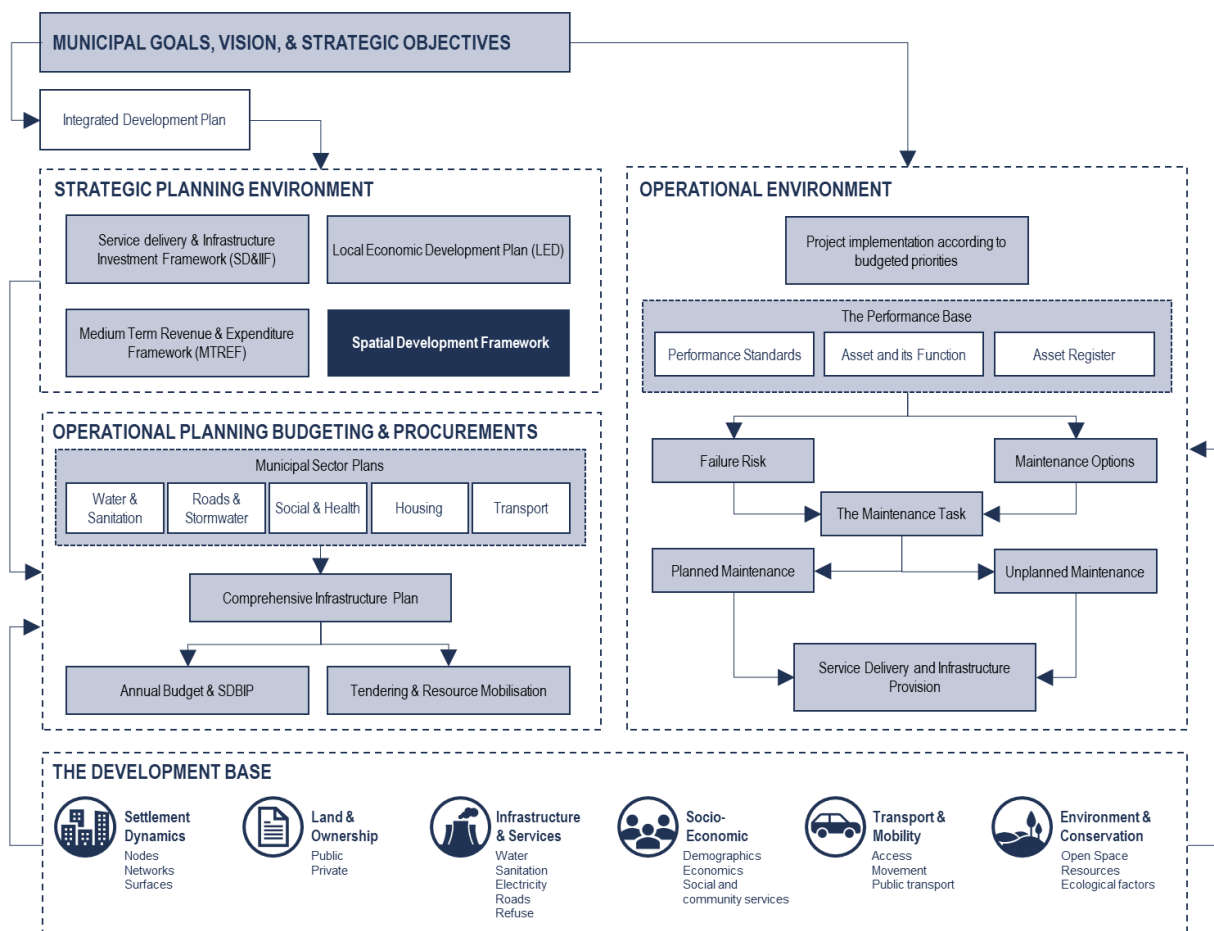 MUNICIPAL GOALS, VISION, & STRATEGIC OBJECTIVES
Integrated Development Plan
STRATEGIC PLANNING ENVIRONMENT
Service delivery & Infrastructure
Investment Framework (SD&IIF)
Local Economic Development Plan (LED)
Medium Term Revenue & Expenditure
Framework (MTREF)
Spatial Development Framework
OPERATIONAL PLANNING BUDGETING & PROCUREMENTS
Municipal Sector Plans
Water &
Sanitation
Roads &
Stormwater
Social & Health
Housing
Transport
Comprehensive Infrastructure Plan
Annual Budget & SDBIP
Tendering & Resource Mobilisation
OPERATIONAL ENVIRONMENT
Project implementation according to
budgeted priorities
The Performance Base
Performance Standards
Asset and its Function
Asset Register
Failure Risk
Maintenance Options
The Maintenance Task
Planned Maintenance
Unplanned Maintenance
Service Delivery and Infrastructure
Provision
THE DEVELOPMENT BASE
Settlement
Dynamics
Nodes
Networks
Surfaces
Land &
Ownership
Public
Private
Infrastructure
& Services
Water
Sanitation
Electricity
Roads
Refuse
Socio-
Economic
Demographics
Economics
Social and
community services
Transport &
Mobility
Access
Movement
Public transport
Environment &
Conservation
Open Space
Resources
Ecological factors